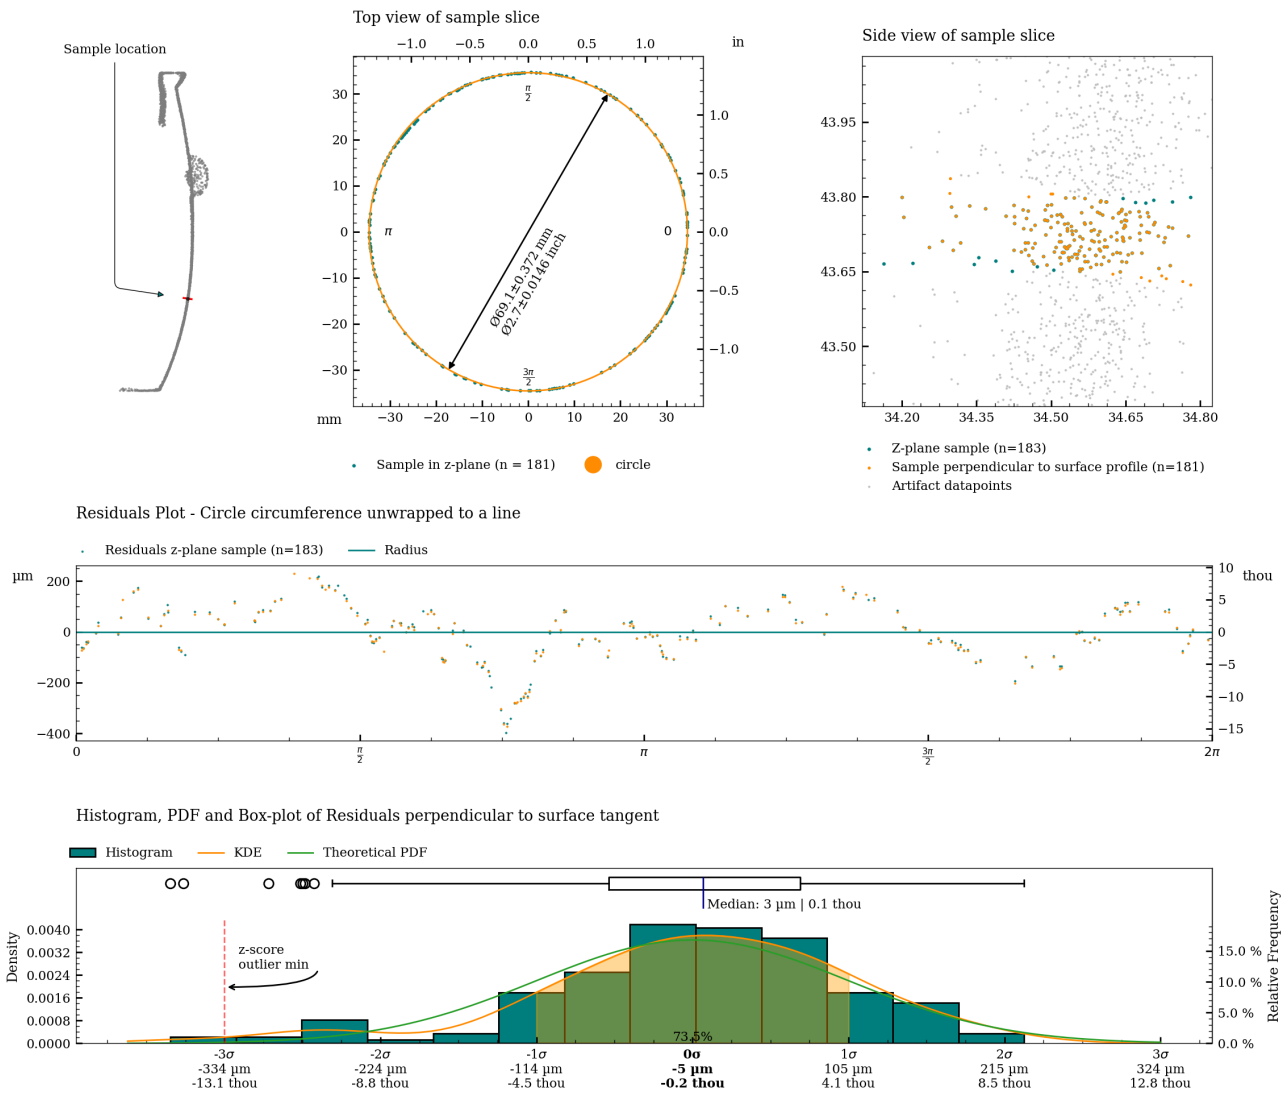 Sample location
Top view of sample slice
−1.0 −0.5 0.0 0.5 1.0 in
30 20 10 0 −10 −20 −30
π/2
π
0
3π/2
Ø69.1±0.372 mm
Ø2.7±0.0146 inch
1.0 0.5 0.0 −0.5 −1.0
mm −30 −20 −10 0 10 20 30
Sample in z-plane (n = 181) circle
Side view of sample slice
43.95
43.80
43.65
43.50
34.20 34.35 34.50 34.65 34.80
Z-plane sample (n=183)
Sample perpendicular to surface profile (n=181)
Artifact datapoints
Residuals Plot - Circle circumference unwrapped to a line
Residuals z-plane sample (n=183) Radius
µm 200 0 −200 −400
10 5 0 −5 −10 −15 thou
0 π/2 π 3π/2 2π
Histogram, PDF and Box-plot of Residuals perpendicular to surface tangent
Histogram KDE Theoretical PDF
Median: 3 µm | 0.1 thou
z-score
outlier min
Density
0.0040
0.0032
0.0024
0.0016
0.0008
0.0000
73.5%
Relative Frequency
15.0 %
10.0 %
5.0 %
0.0 %
-3σ -2σ -1σ 0σ 1σ 2σ 3σ
-334 µm -224 µm -114 µm -5 µm 105 µm 215 µm 324 µm
-13.1 thou -8.8 thou -4.5 thou -0.2 thou 4.1 thou 8.5 thou 12.8 thou